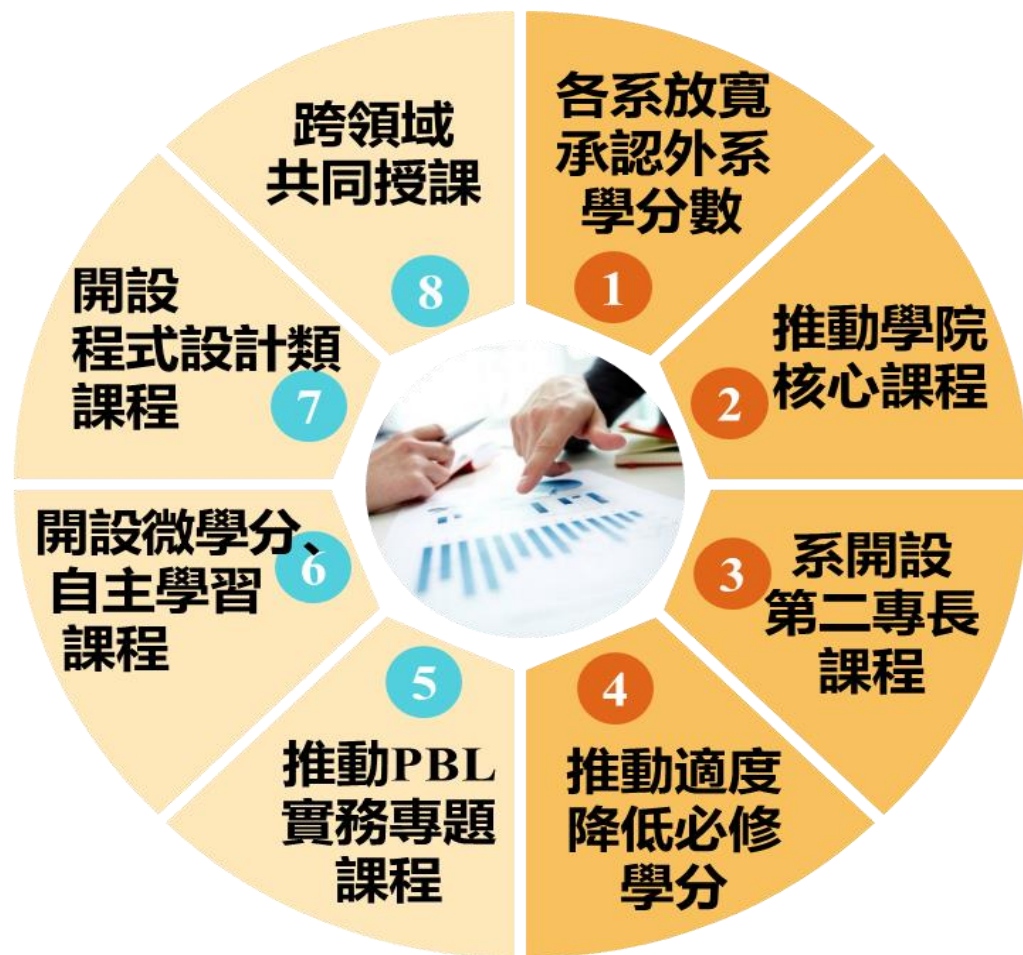 各系放寬
承認外系
學分數
1
推動學院
核心課程
2
系開設
第二專長
課程
3
4
推動適度
降低必修
學分
5
推動PBL
實務專題
課程
開設微學分、
自主學習
課程
6
開設
程式設計類
課程
7
跨領域
共同授課
8